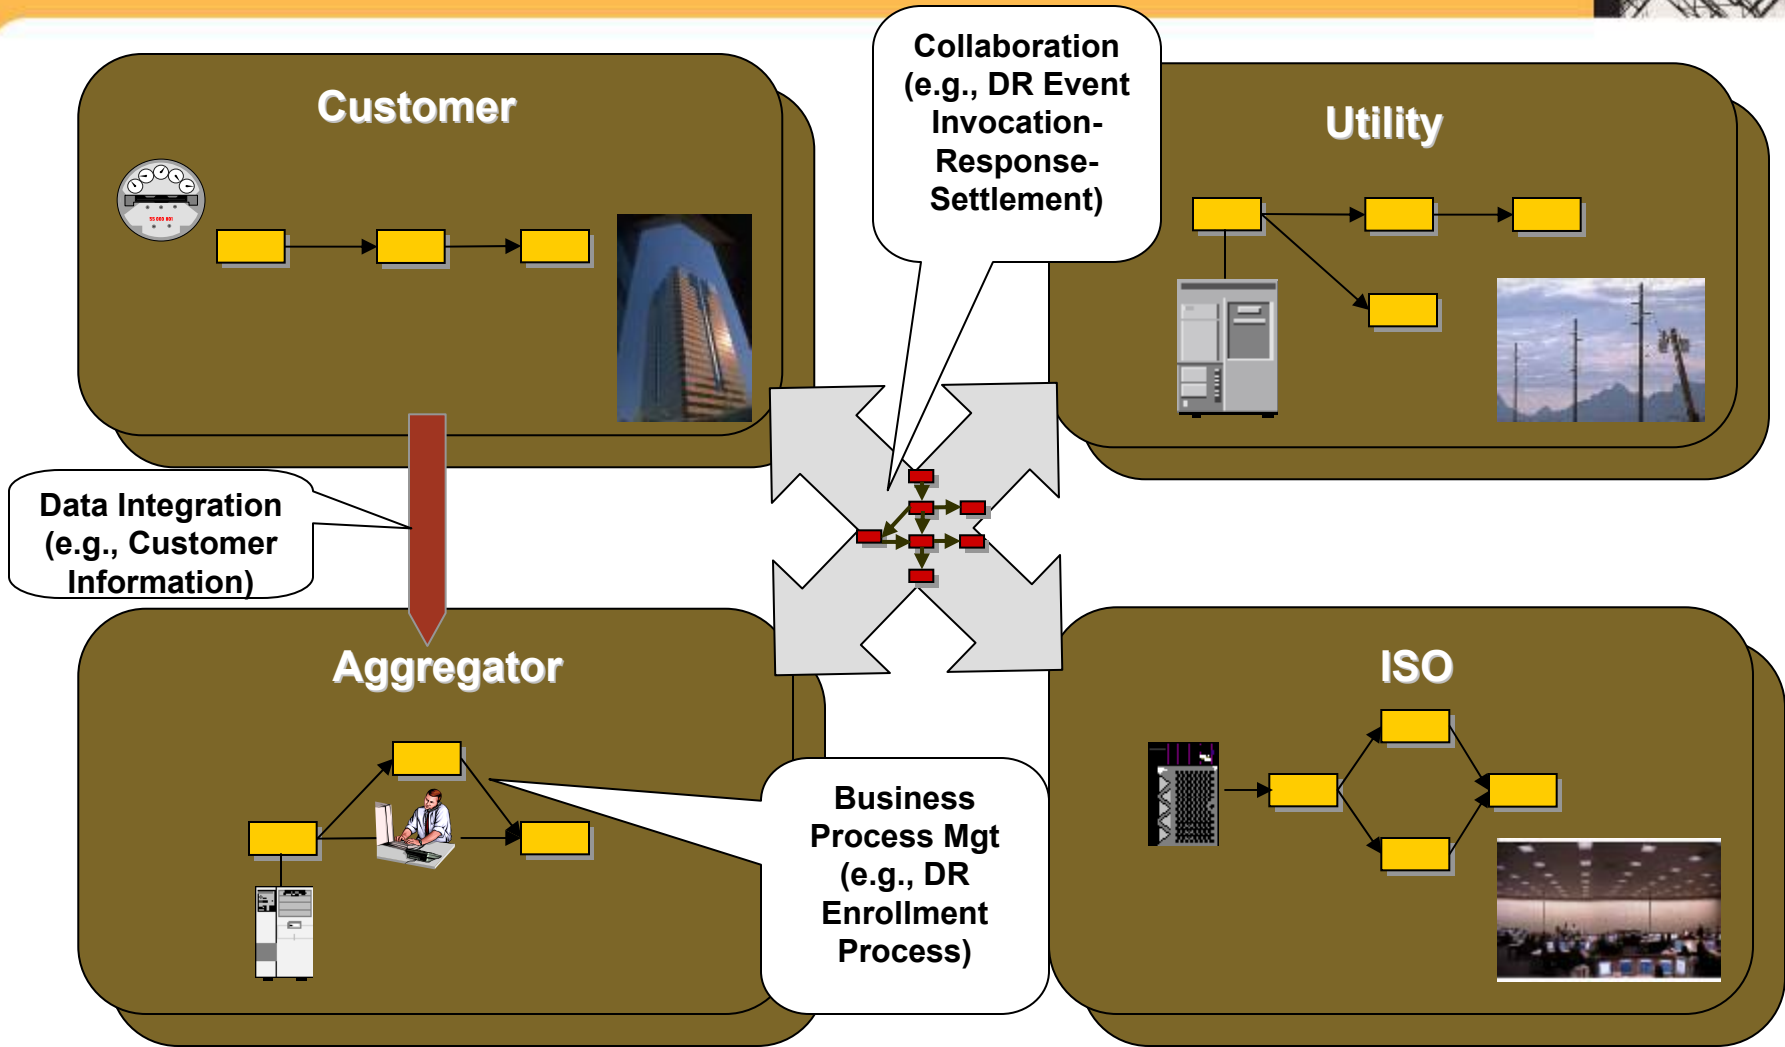 Customer
Collaboration
(e.g., DR Event
Invocation-
Response-
Settlement)
Utility
Data Integration
(e.g., Customer
Information)
Aggregator
ISO
Business
Process Mgt
(e.g., DR
Enrollment
Process)